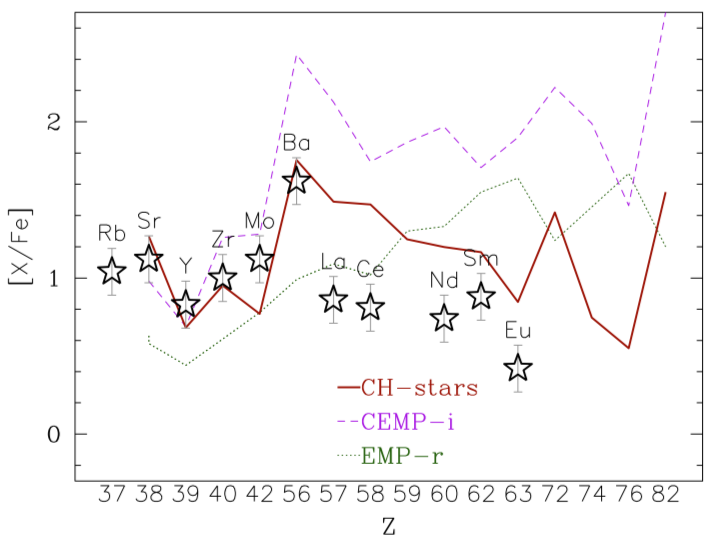 [X/Fe]
2
1
0
Rb
Sr
Y
Zr
Mo
Ba
La
Ce
Nd
Sm
Eu
CH-stars
CEMP-i
EMP-r
37 38 39 40 42 56 57 58 59 60 62 63 72 74 76 82
Z